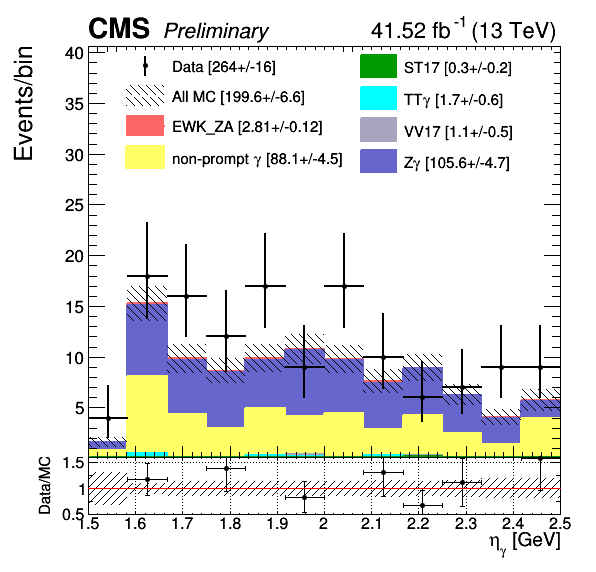 CMS Preliminary 41.52 fb⁻¹ (13 TeV)
Events/bin
40
35
30
25
20
15
10
5
Data [264+/-16]
All MC [199.6+/-6.6]
EWK_ZA [2.81+/-0.12]
non-prompt γ [88.1+/-4.5]
ST17 [0.3+/-0.2]
TTγ [1.7+/-0.6]
VV17 [1.1+/-0.5]
Zγ [105.6+/-4.7]
Data/MC
1.5
1
0.5
1.5 1.6 1.7 1.8 1.9 2 2.1 2.2 2.3 2.4 2.5
ηγ [GeV]